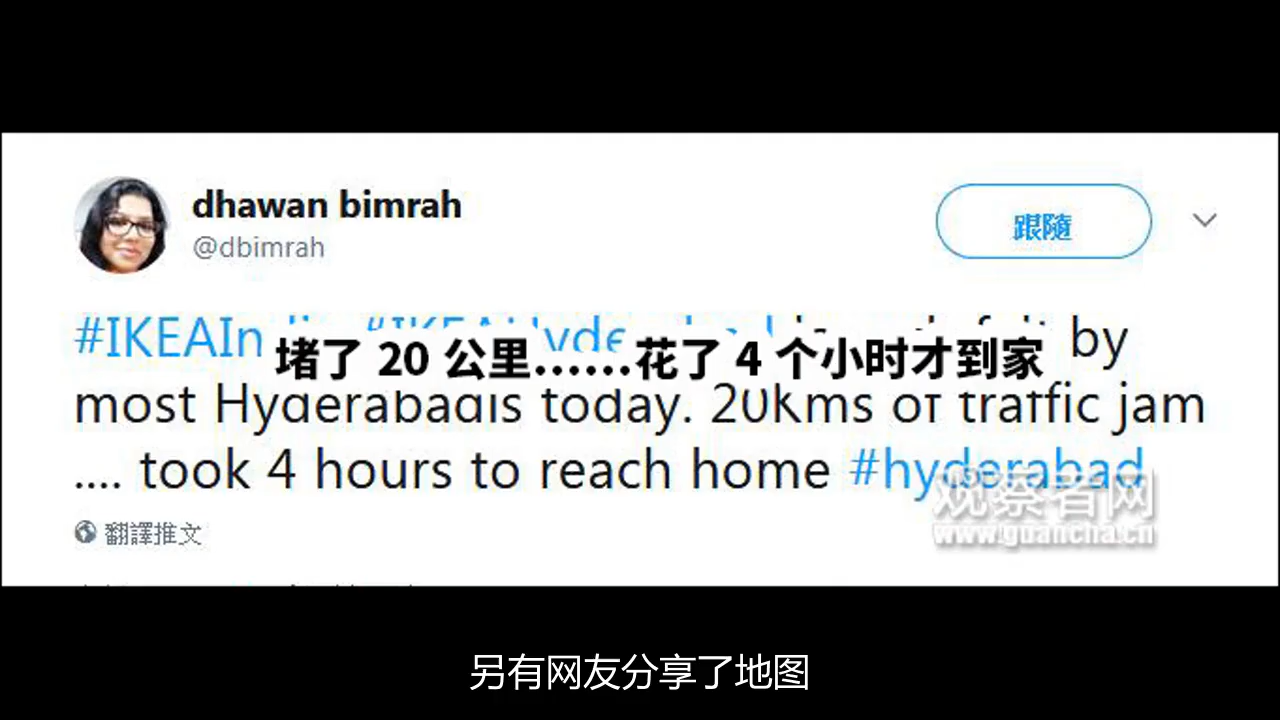 dhawan bimrah
@dbimrah
跟隨
#IKEAIn by
堵了 20 公里……花了 4 个小时才到家
most Hyderabadis today. 20kms of traffic jam
.... took 4 hours to reach home #hyderabad
观察者网
www.guancha.cn
翻譯推文
另有网友分享了地图